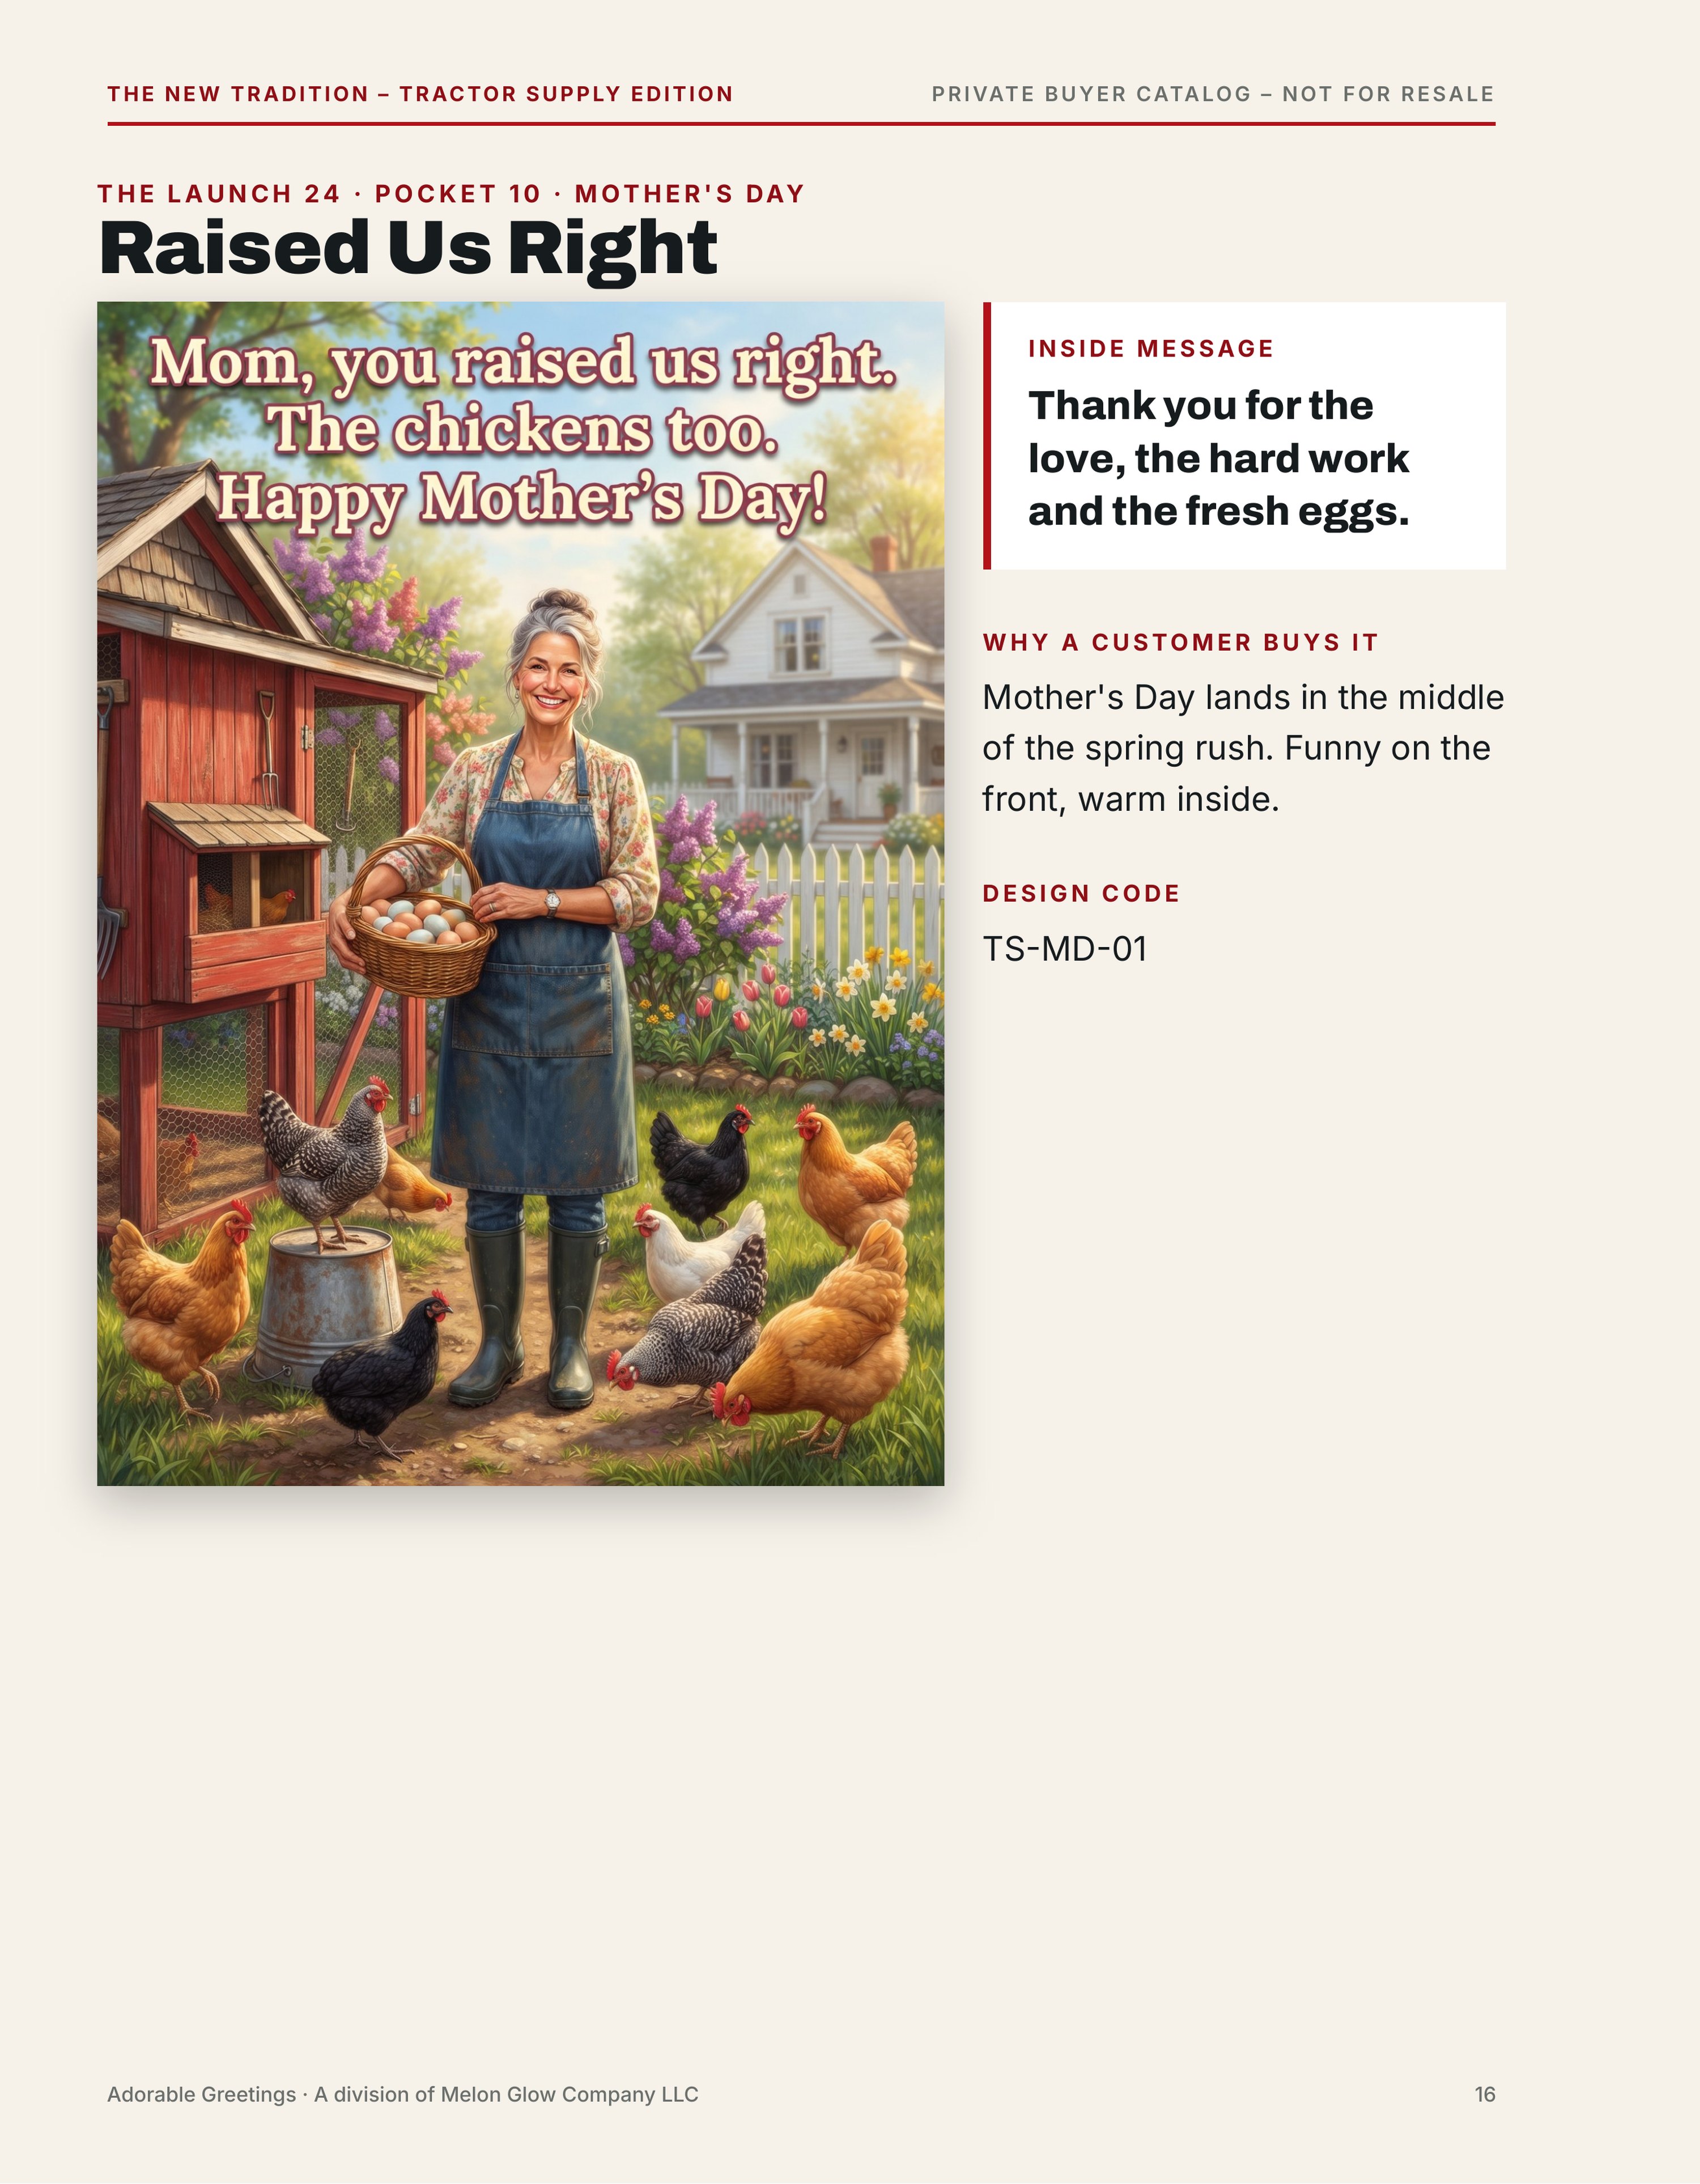 THE NEW TRADITION – TRACTOR SUPPLY EDITION
PRIVATE BUYER CATALOG – NOT FOR RESALE
THE LAUNCH 24 · POCKET 10 · MOTHER'S DAY
Raised Us Right
Mom, you raised us right.
The chickens too.
Happy Mother’s Day!
INSIDE MESSAGE
Thank you for the
love, the hard work
and the fresh eggs.
WHY A CUSTOMER BUYS IT
Mother's Day lands in the middle
of the spring rush. Funny on the
front, warm inside.
DESIGN CODE
TS-MD-01
Adorable Greetings · A division of Melon Glow Company LLC
16